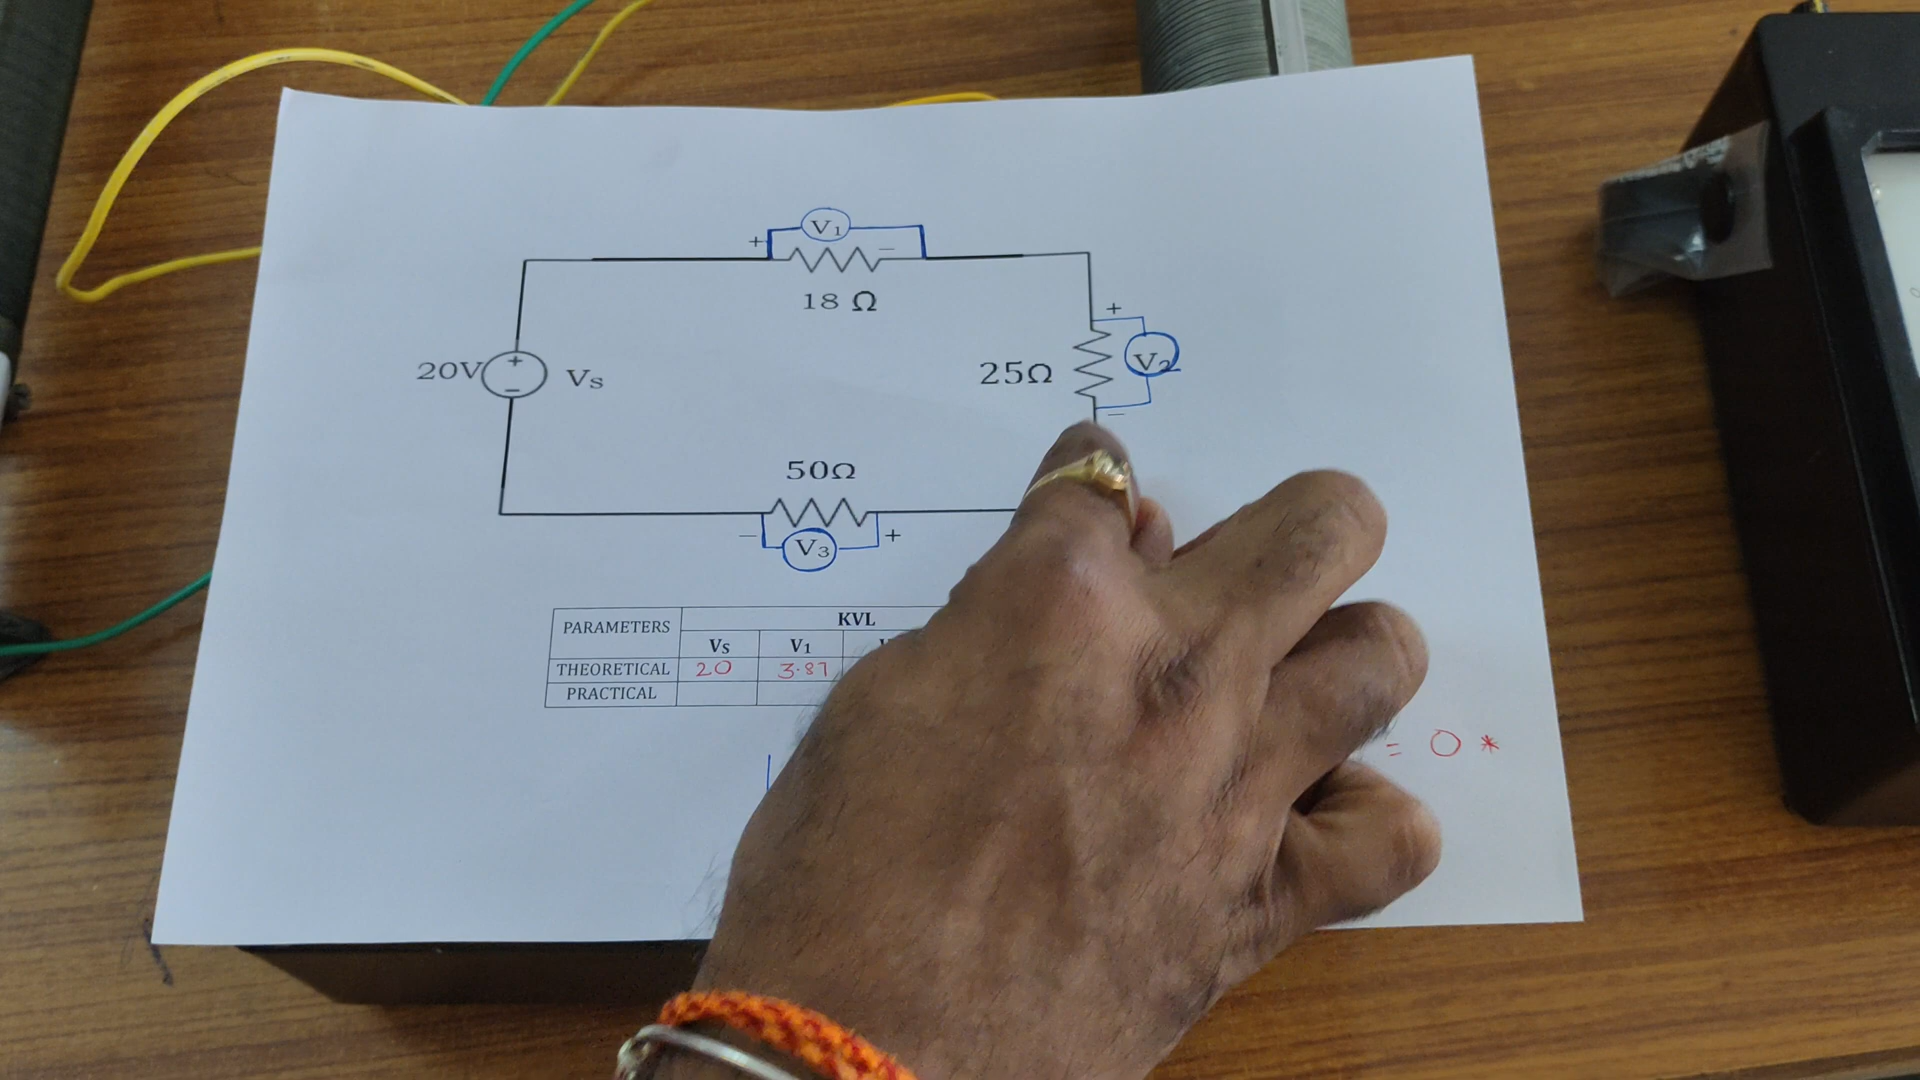 + V1 −
18 Ω
+
20V + − Vs
25Ω V2
−
50Ω
− V3 +
PARAMETERS KVL
Vs V1
THEORETICAL 20 3.87
PRACTICAL
= 0 *